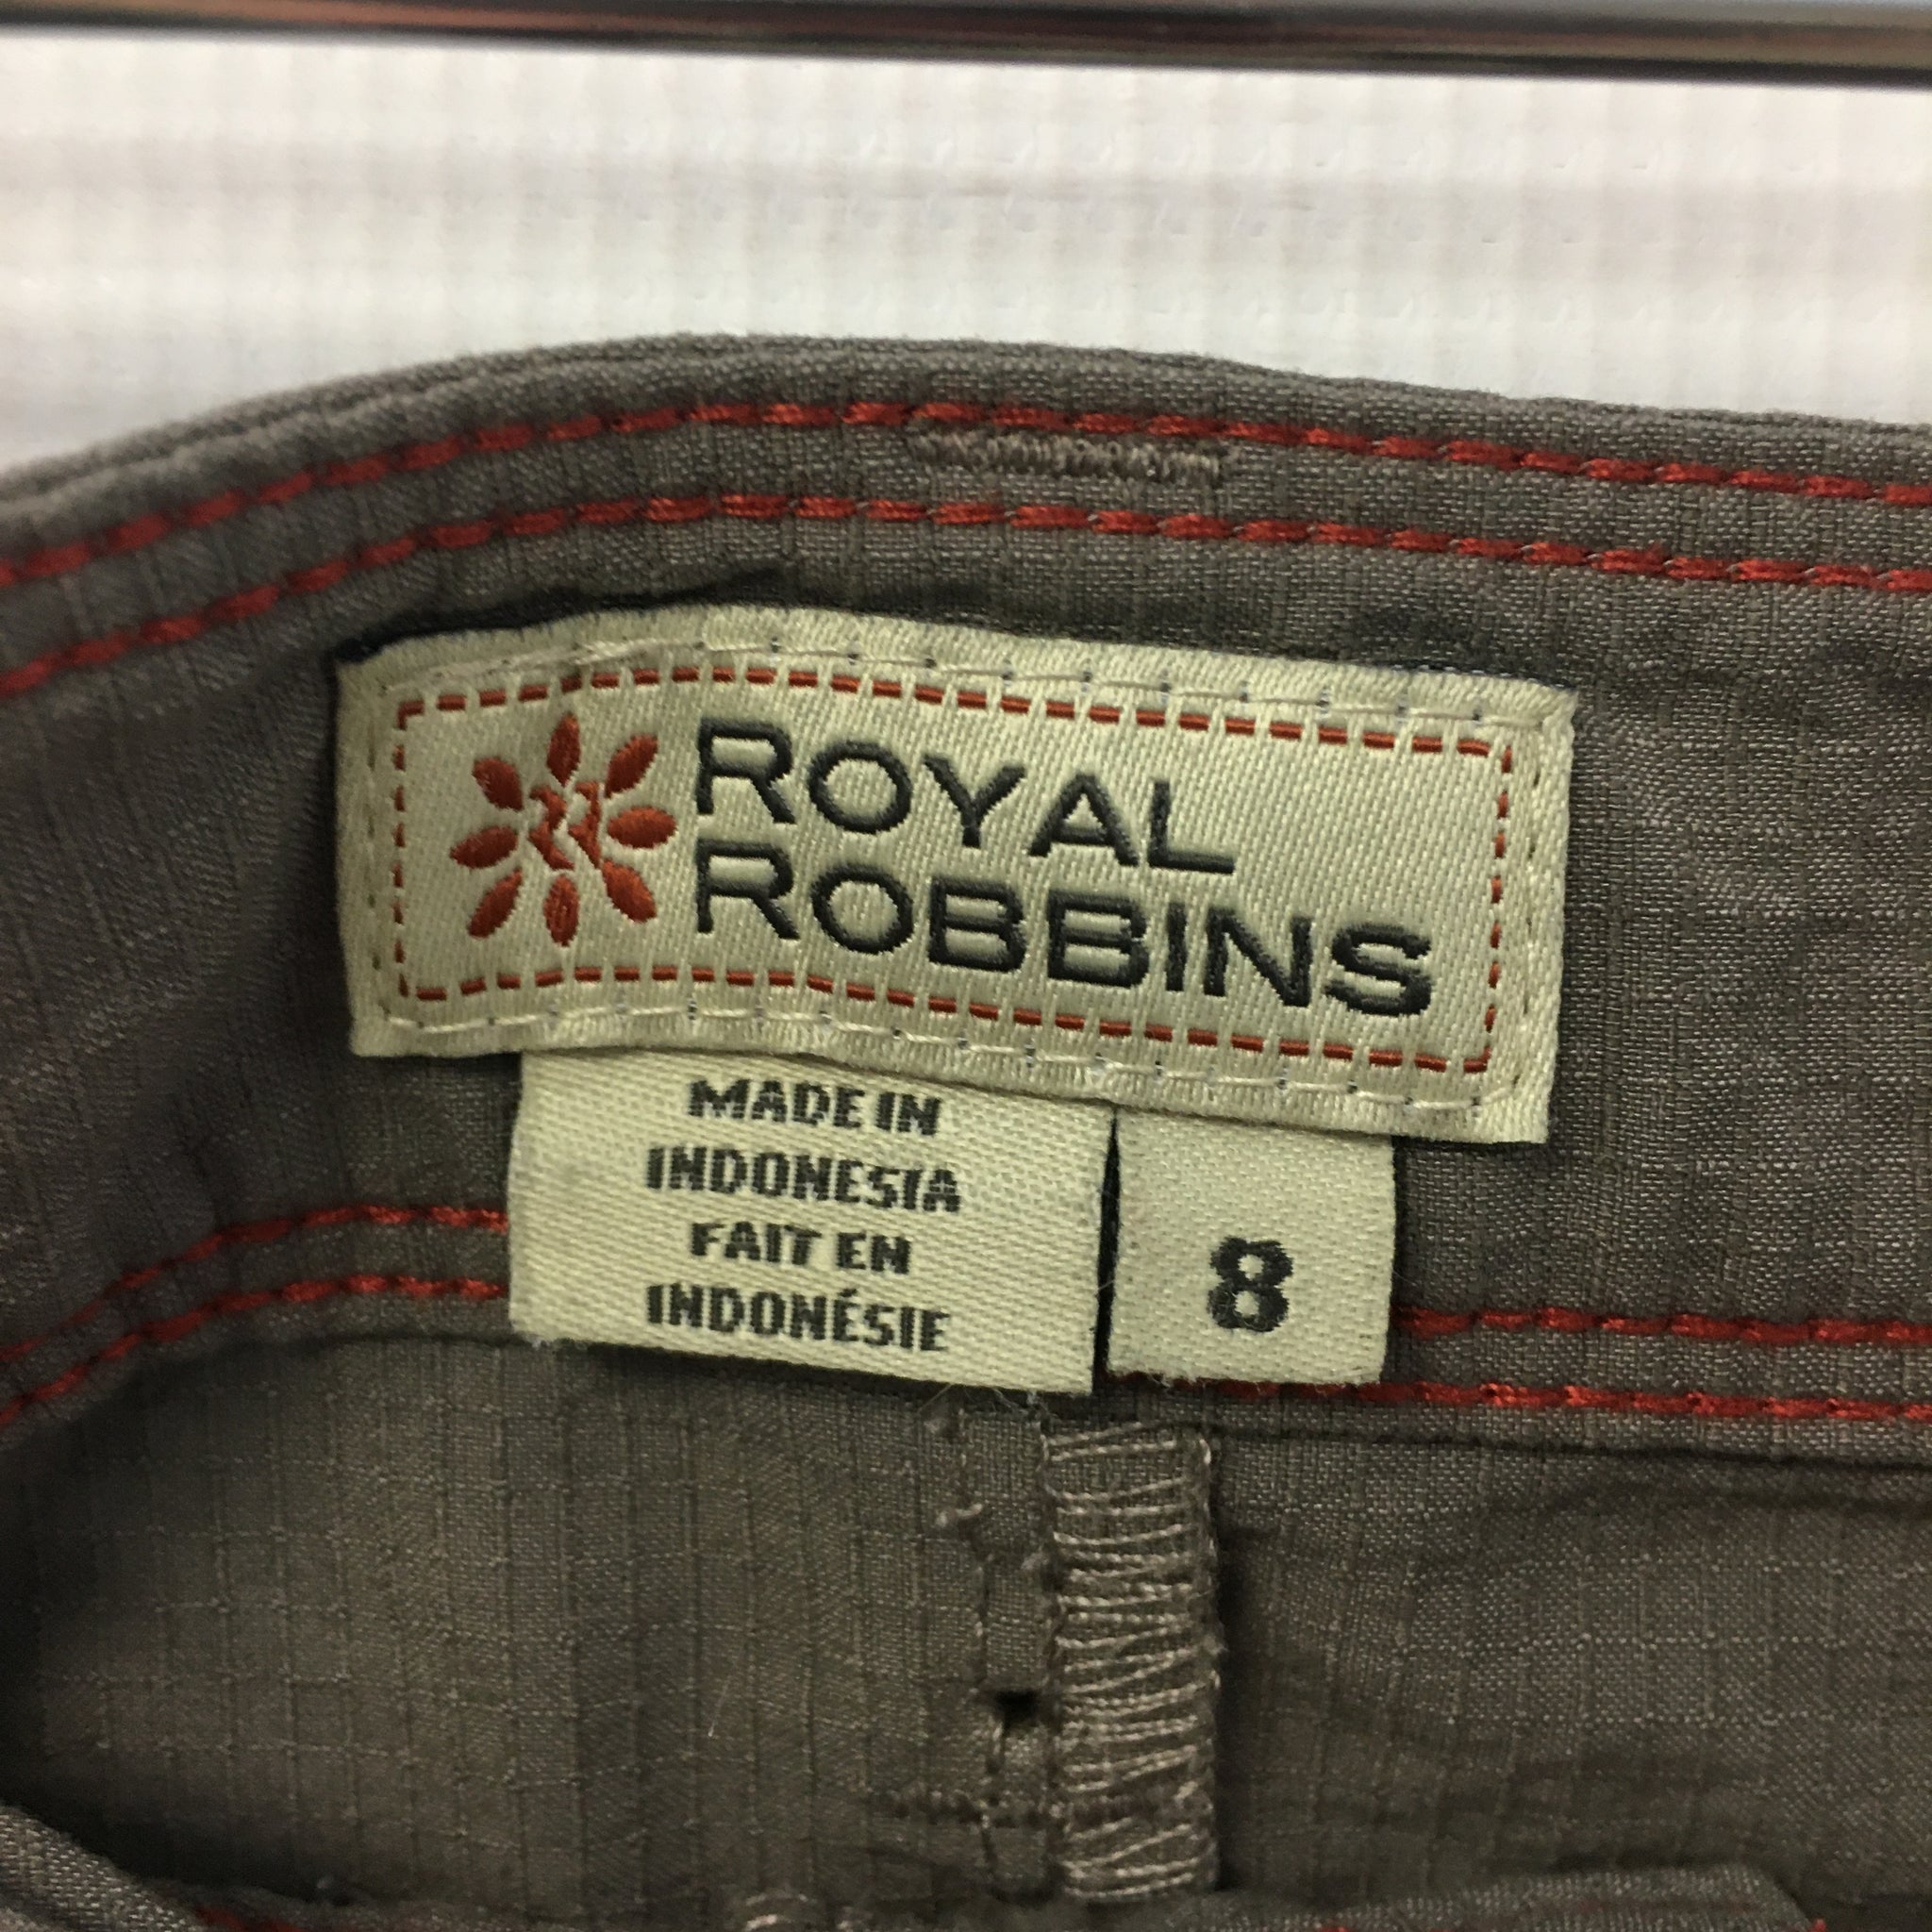 ROYAL
ROBBINS
MADE IN
INDONESIA
FAIT EN
INDONÉSIE
8